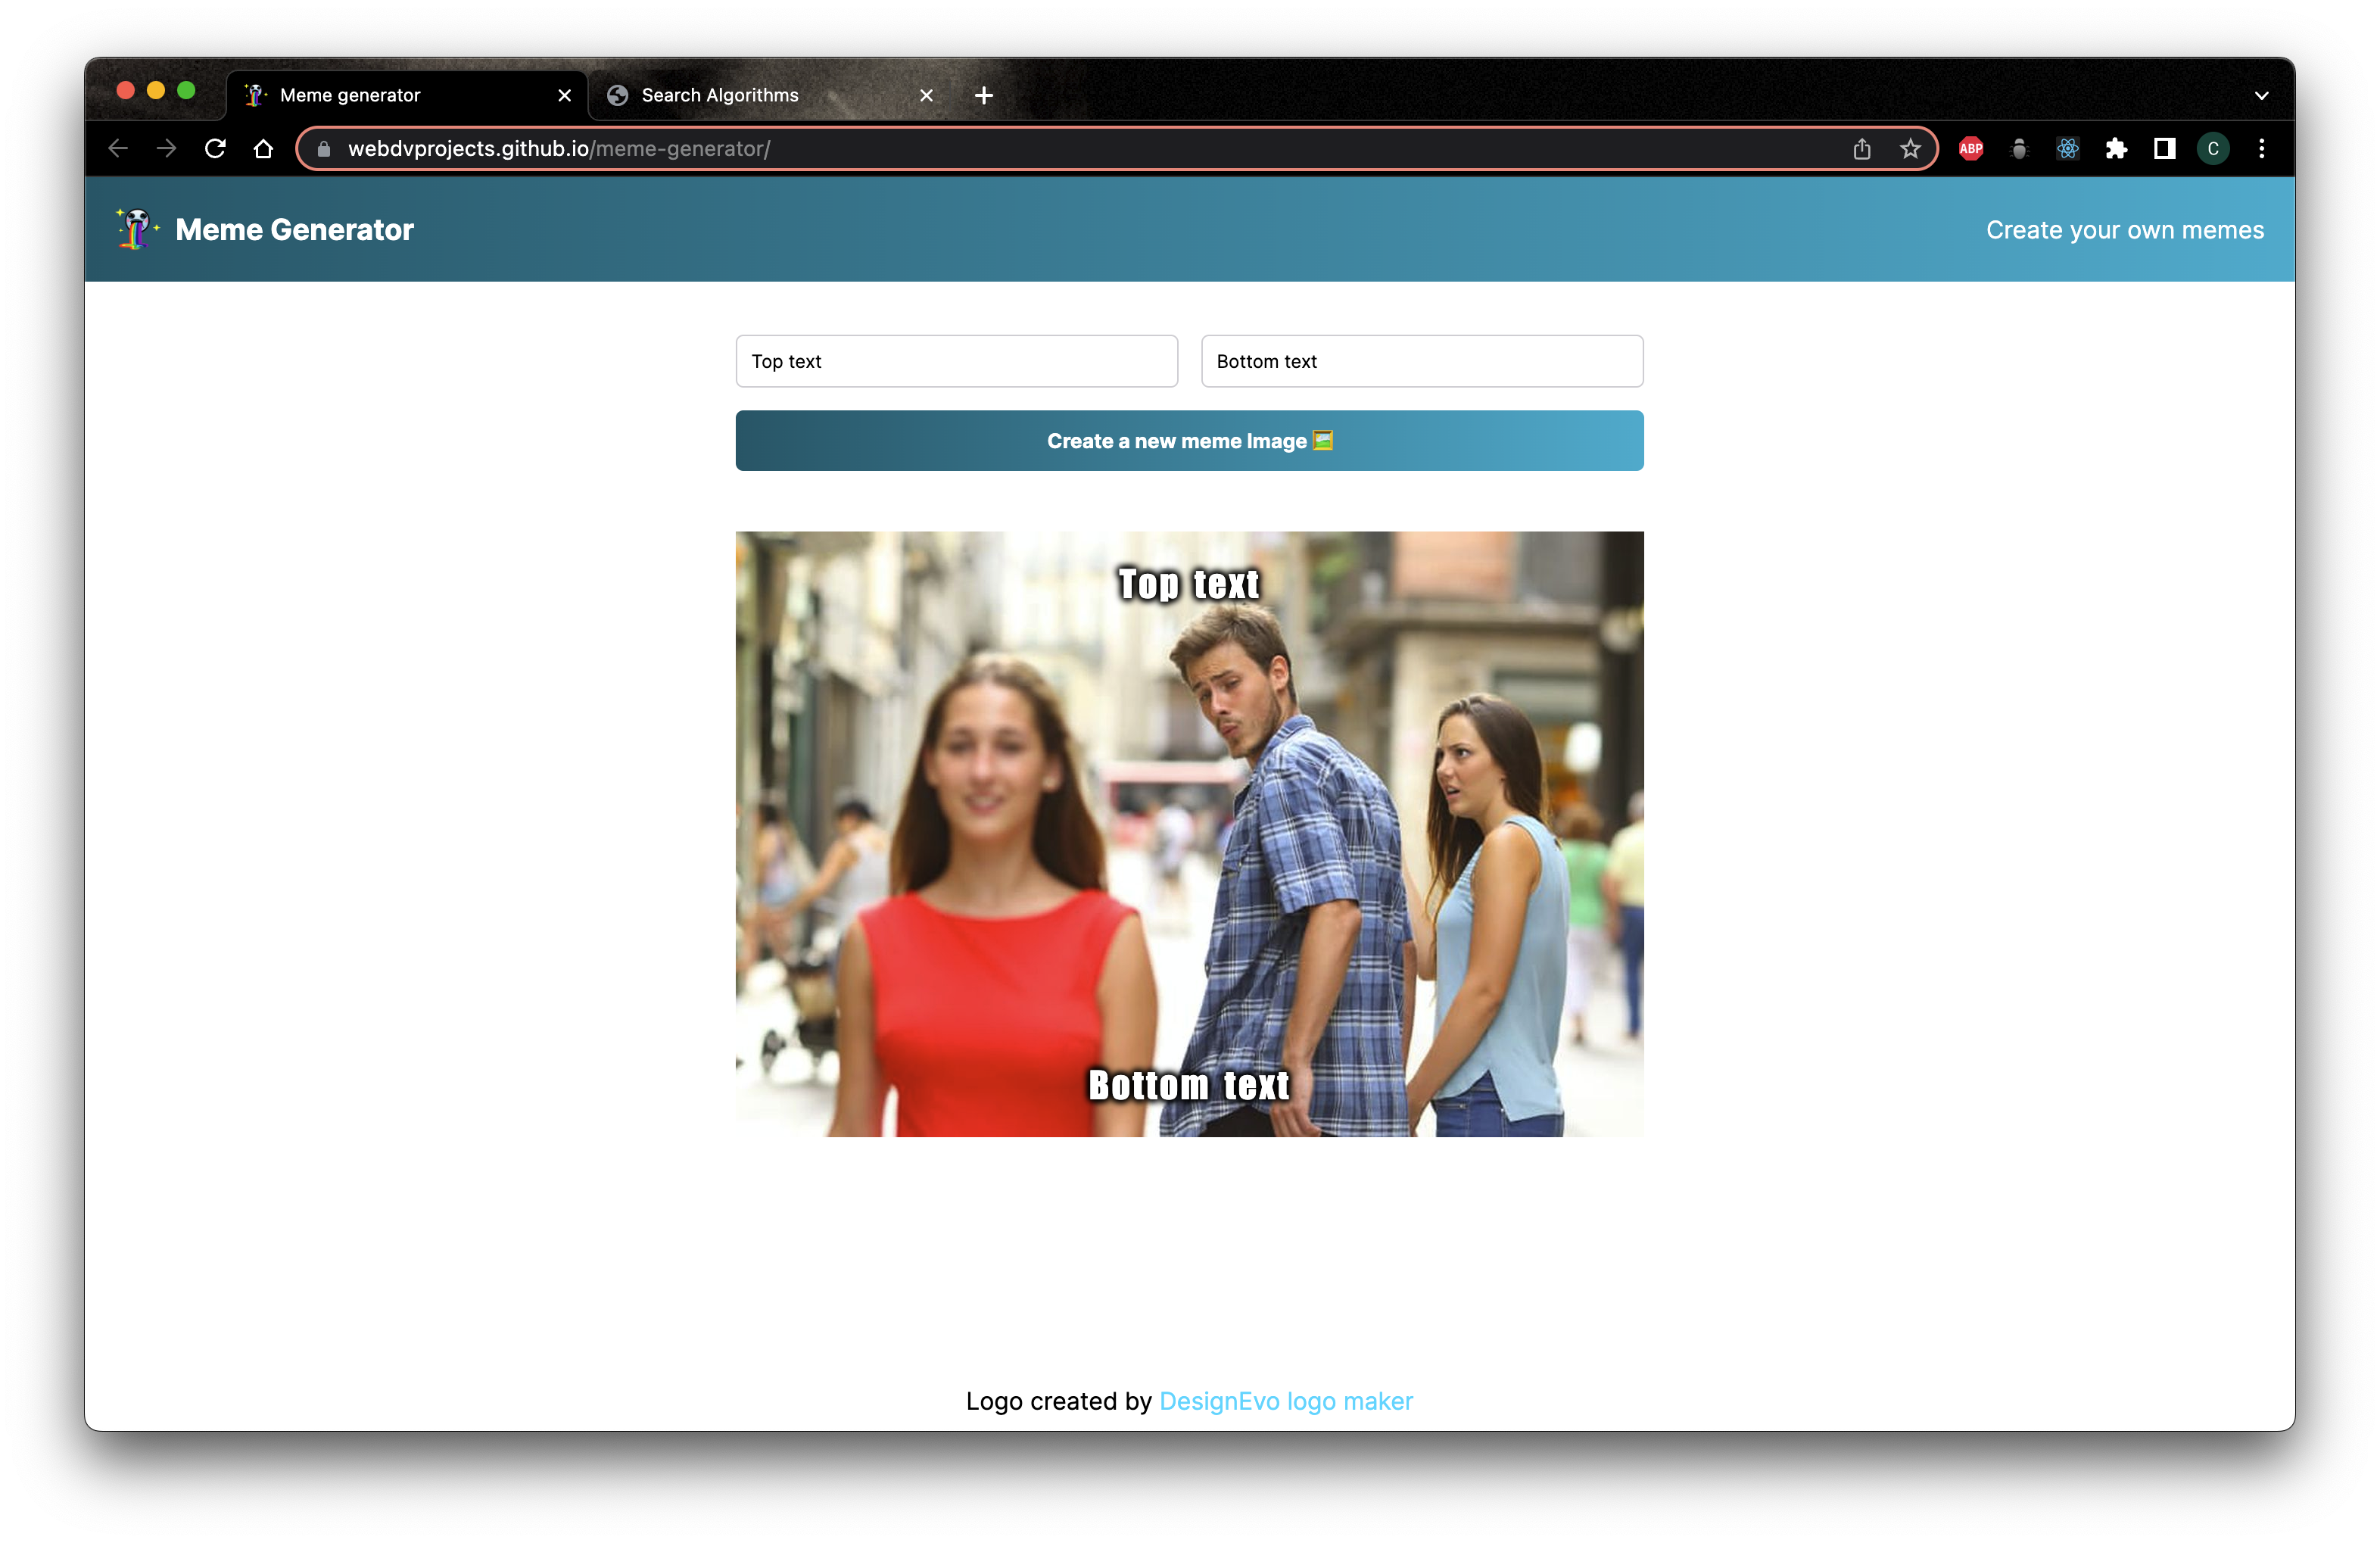 Meme generator
Search Algorithms
webdvprojects.github.io/meme-generator/
ABP
C
Meme Generator
Create your own memes
Top text
Bottom text
Create a new meme Image
Top text
Bottom text
Logo created by DesignEvo logo maker